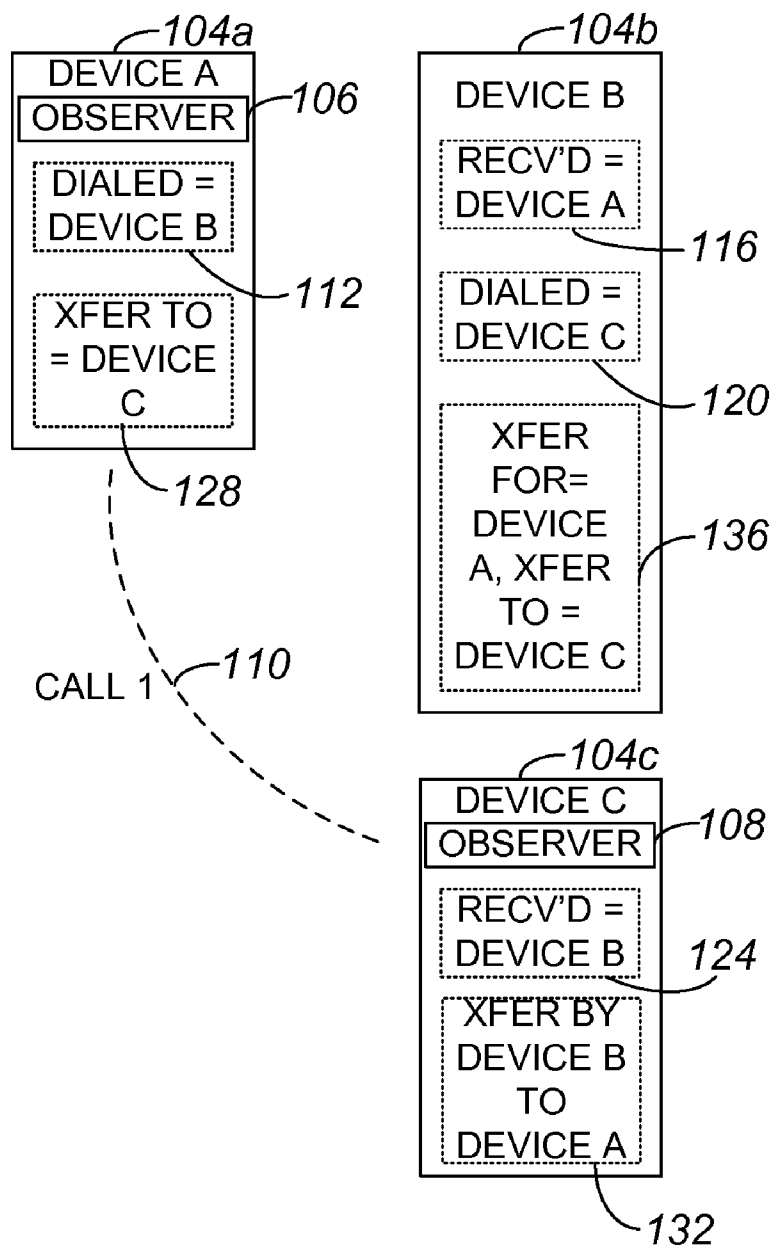 104a
DEVICE A
OBSERVER
106
DIALED =
DEVICE B
112
XFER TO
= DEVICE
C
128
CALL 1
110
104b
DEVICE B
RECV'D =
DEVICE A
116
DIALED =
DEVICE C
120
XFER
FOR=
DEVICE
A, XFER
TO =
DEVICE C
136
104c
DEVICE C
OBSERVER
108
RECV'D =
DEVICE B
124
XFER BY
DEVICE B
TO
DEVICE A
132